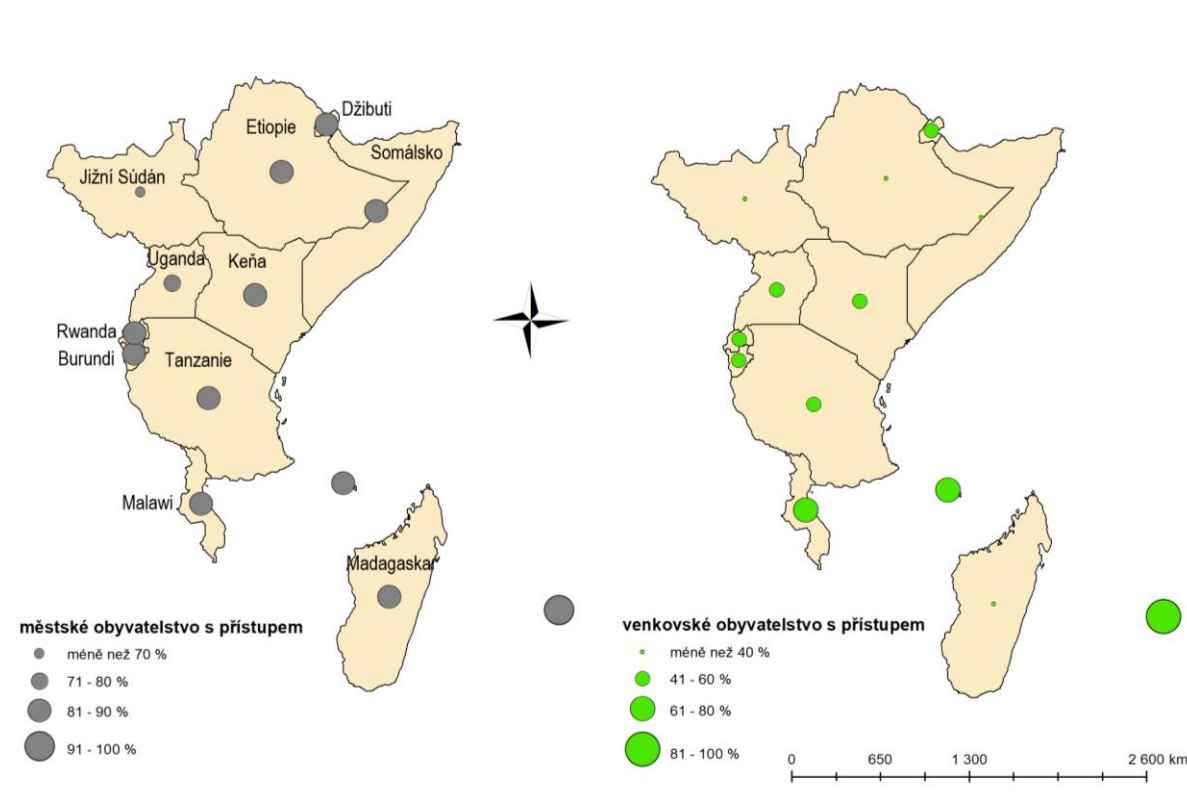 Džibuti
Etiopie
Somálsko
Jižní Súdán
Uganda
Keňa
Rwanda
Burundi
Tanzanie
Malawi
Madagaskar
městské obyvatelstvo s přístupem
méně než 70 %
71 - 80 %
81 - 90 %
91 - 100 %
venkovské obyvatelstvo s přístupem
méně než 40 %
41 - 60 %
61 - 80 %
81 - 100 %
0 650 1 300 2 600 km